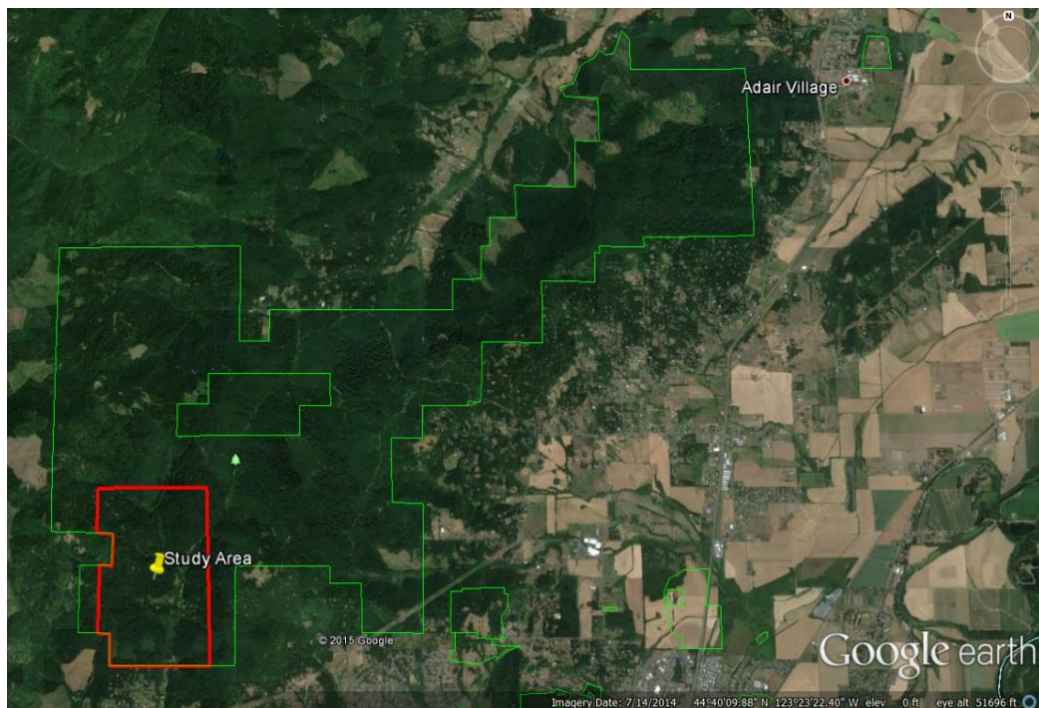 N
Adair Village
Study Area
© 2015 Google
Google earth
Imagery Date: 7/14/2014 44°40'09.88" N 123°23'22.40" W elev 0 ft eye alt 51696 ft